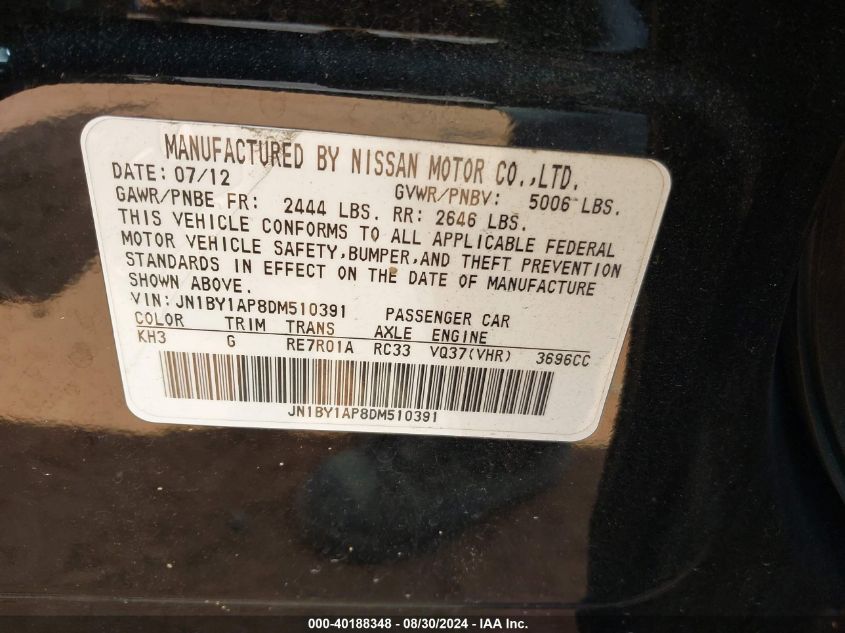 MANUFACTURED BY NISSAN MOTOR CO.,LTD.
DATE: 07/12 GVWR/PNBV: 5006 LBS.
GAWR/PNBE FR: 2444 LBS. RR: 2646 LBS.
THIS VEHICLE CONFORMS TO ALL APPLICABLE FEDERAL
MOTOR VEHICLE SAFETY,BUMPER,AND THEFT PREVENTION
STANDARDS IN EFFECT ON THE DATE OF MANUFACTURE
SHOWN ABOVE.
VIN:JN1BY1AP8DM510391 PASSENGER CAR
COLOR TRIM TRANS AXLE ENGINE
KH3 G RE7R01A RC33 VQ37(VHR) 3696CC
JN1BY1AP8DM510391
000-40188348 - 08/30/2024 - IAA Inc.